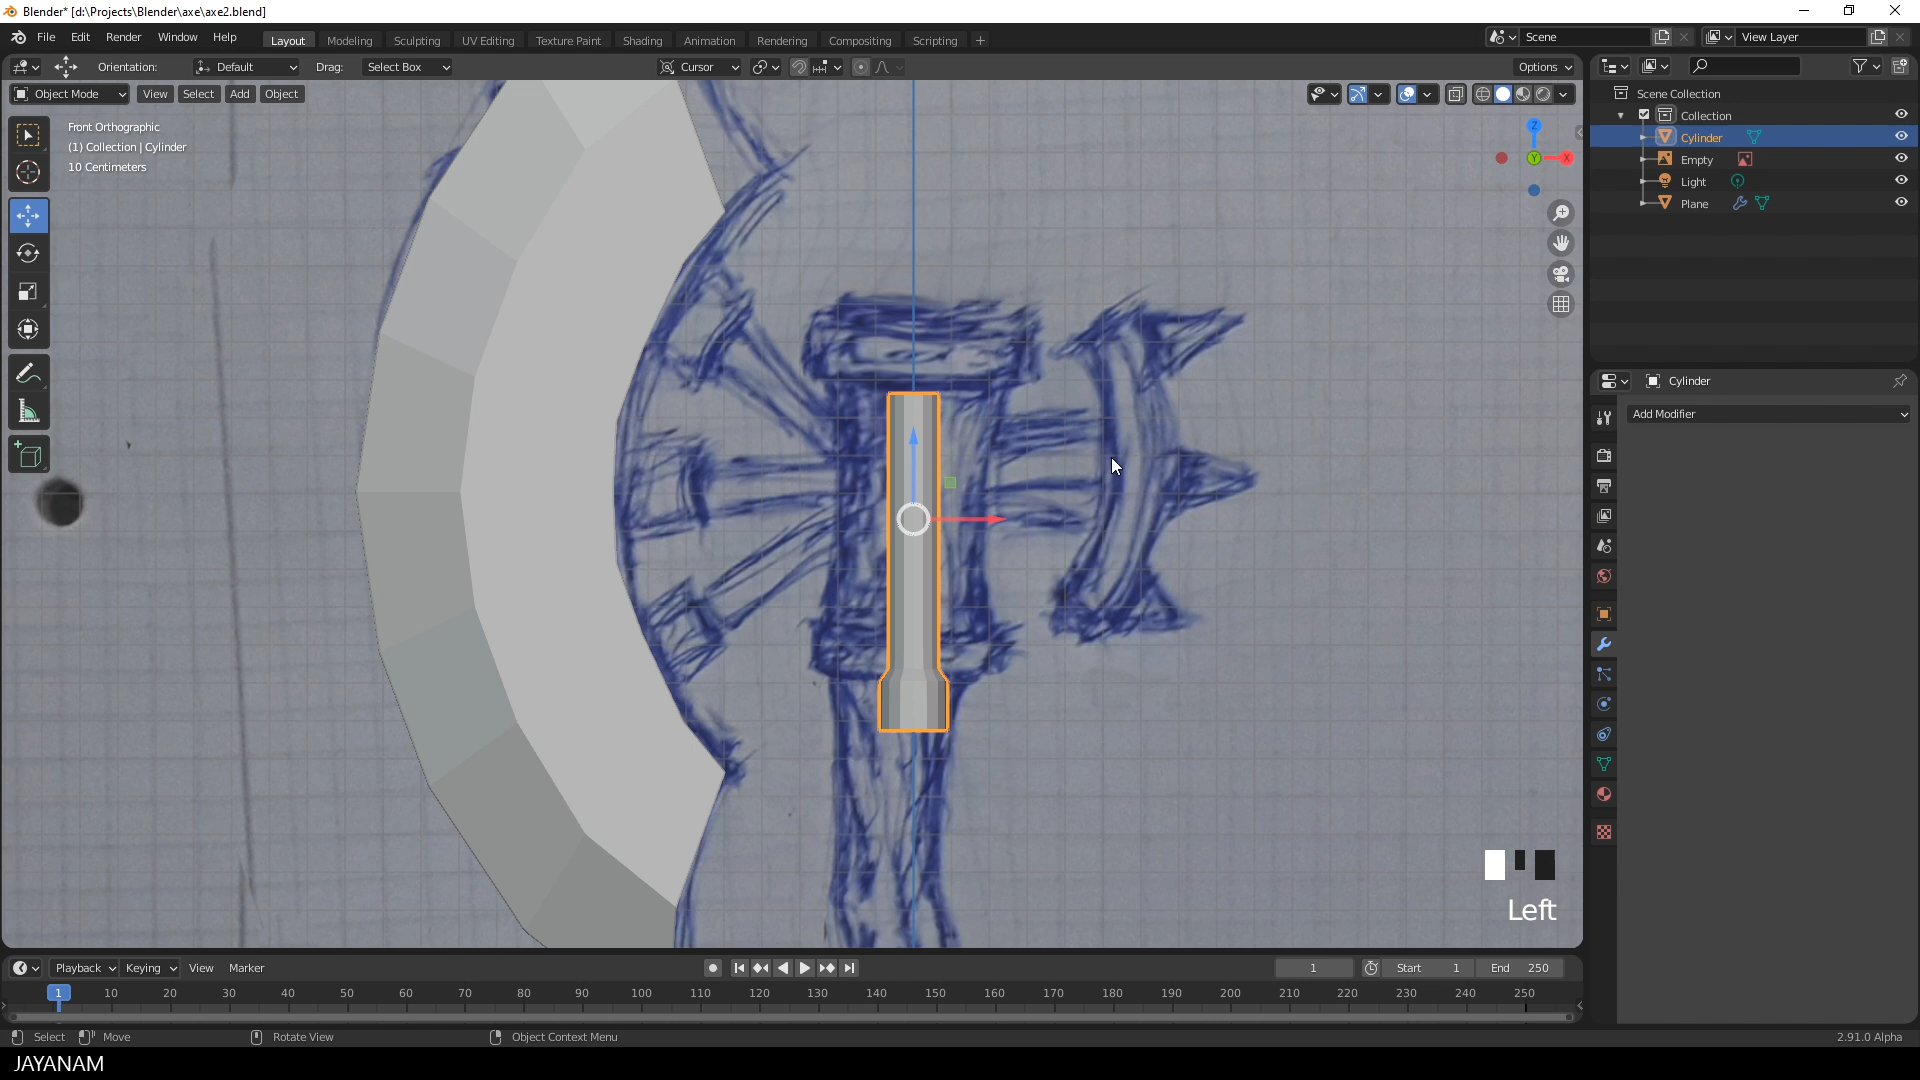 Blender* [d:\Projects\Blender\axe\axe2.blend]
File Edit Render Window Help Layout Modeling Sculpting UV Editing Texture Paint Shading Animation Rendering Compositing Scripting + Scene View Layer
Orientation: Default Drag: Select Box Cursor Options
Object Mode View Select Add Object
Scene Collection
Collection
Cylinder
Empty
Light
Plane
Front Orthographic
(1) Collection | Cylinder
10 Centimeters
Z
Y
X
Cylinder
Add Modifier
Left
Playback Keying View Marker 1 Start 1 End 250
1 10 20 30 40 50 60 70 80 90 100 110 120 130 140 150 160 170 180 190 200 210 220 230 240 250
Select Move Rotate View Object Context Menu 2.91.0 Alpha
JAYANAM